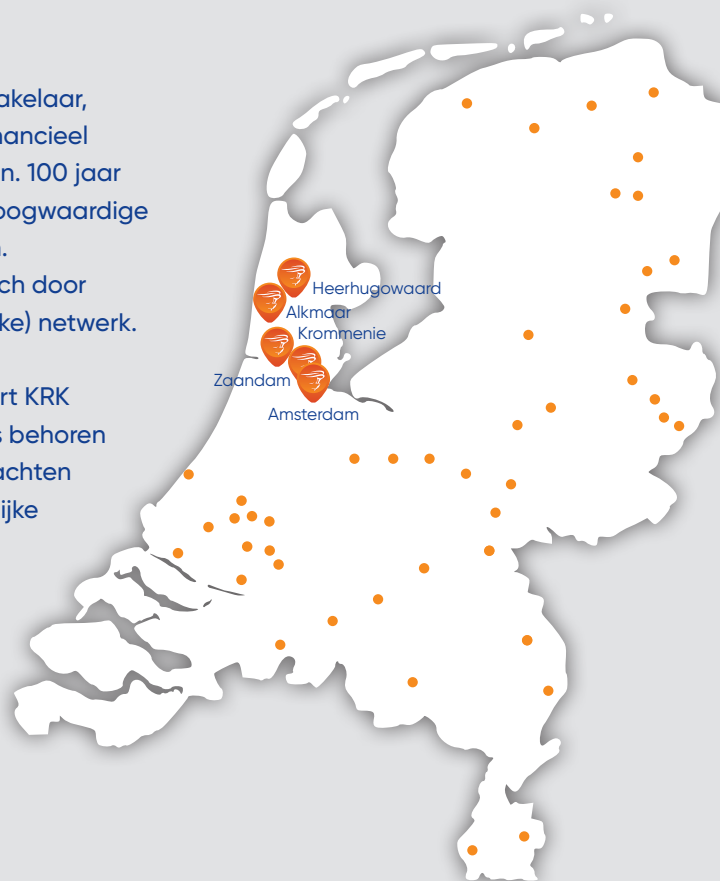 akelaar,
nancieel
n. 100 jaar
oogwaardige
n.
ch door
ke) netwerk.
rt KRK
s behoren
achten
ijke
Heerhugowaard
Alkmaar
Krommenie
Zaandam
Amsterdam